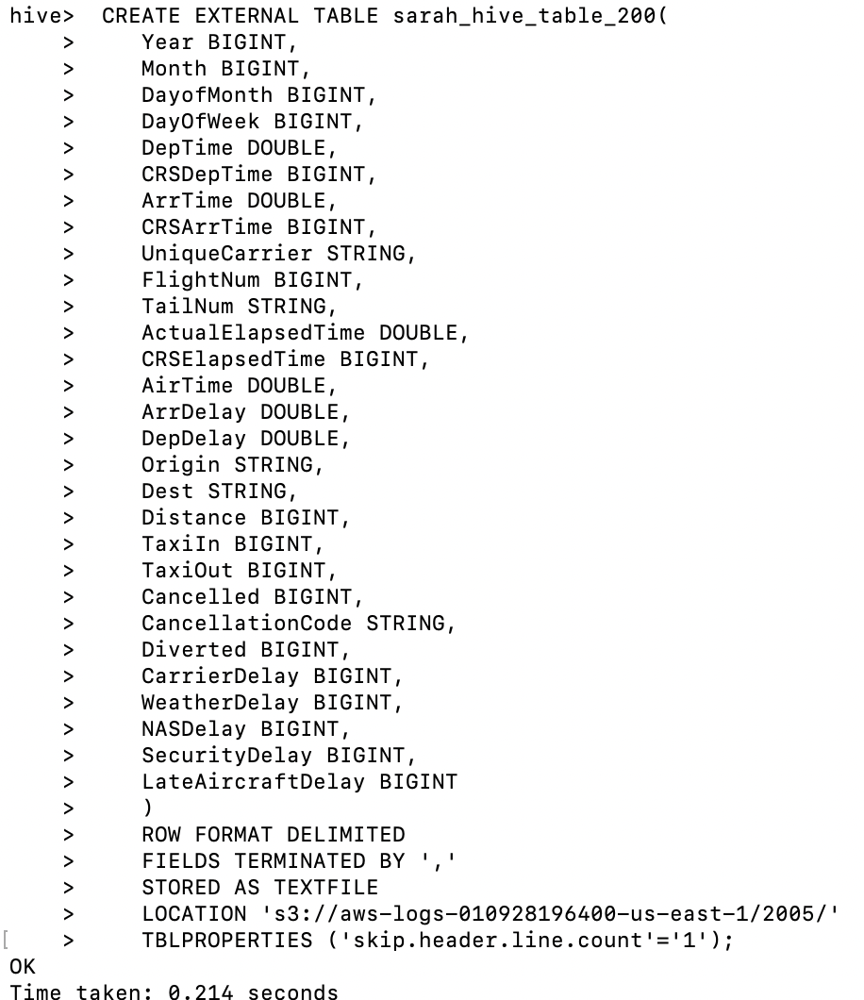 hive>  CREATE EXTERNAL TABLE sarah_hive_table_200(
    >     Year BIGINT,
    >     Month BIGINT,
    >     DayofMonth BIGINT,
    >     DayOfWeek BIGINT,
    >     DepTime DOUBLE,
    >     CRSDepTime BIGINT,
    >     ArrTime DOUBLE,
    >     CRSArrTime BIGINT,
    >     UniqueCarrier STRING,
    >     FlightNum BIGINT,
    >     TailNum STRING,
    >     ActualElapsedTime DOUBLE,
    >     CRSElapsedTime BIGINT,
    >     AirTime DOUBLE,
    >     ArrDelay DOUBLE,
    >     DepDelay DOUBLE,
    >     Origin STRING,
    >     Dest STRING,
    >     Distance BIGINT,
    >     TaxiIn BIGINT,
    >     TaxiOut BIGINT,
    >     Cancelled BIGINT,
    >     CancellationCode STRING,
    >     Diverted BIGINT,
    >     CarrierDelay BIGINT,
    >     WeatherDelay BIGINT,
    >     NASDelay BIGINT,
    >     SecurityDelay BIGINT,
    >     LateAircraftDelay BIGINT
    >     )
    >     ROW FORMAT DELIMITED
    >     FIELDS TERMINATED BY ','
    >     STORED AS TEXTFILE
    >     LOCATION 's3://aws-logs-010928196400-us-east-1/2005/'
[   >     TBLPROPERTIES ('skip.header.line.count'='1');
OK
Time taken: 0.214 seconds